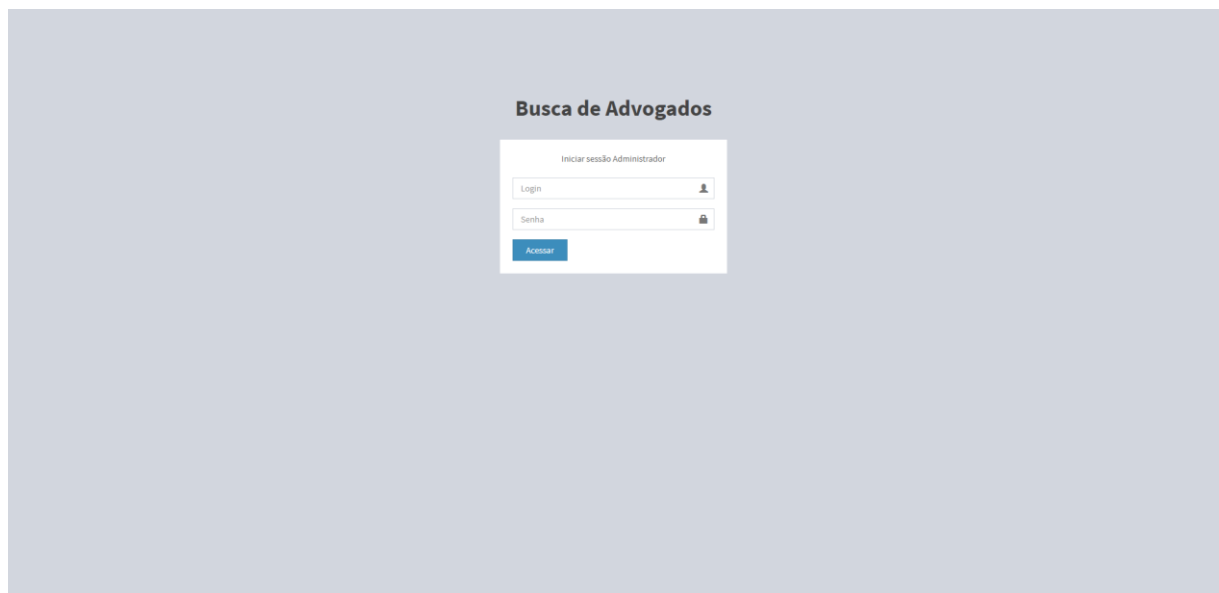 Busca de Advogados
Iniciar sessão Administrador
Login
Senha
Acessar